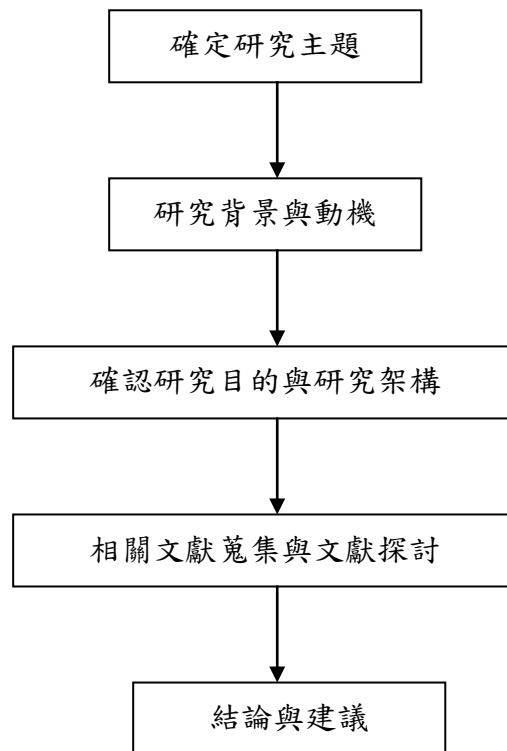 確定研究主題
研究背景與動機
確認研究目的與研究架構
相關文獻蒐集與文獻探討
結論與建議